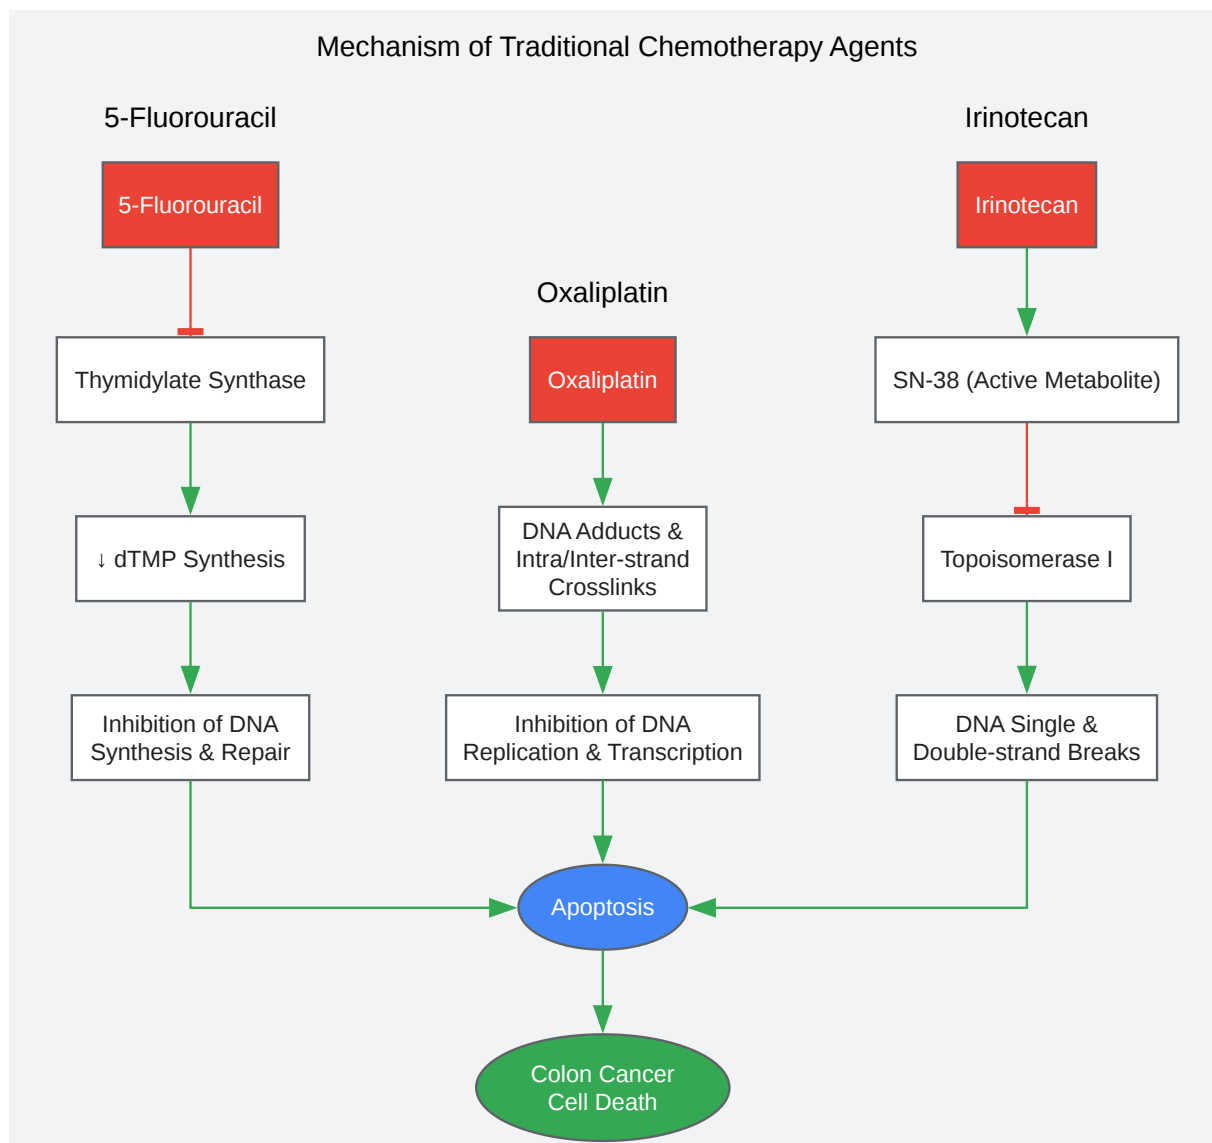 Mechanism of Traditional Chemotherapy Agents
5-Fluorouracil
5-Fluorouracil
Thymidylate Synthase
↓ dTMP Synthesis
Inhibition of DNA
Synthesis & Repair
Oxaliplatin
Oxaliplatin
DNA Adducts &
Intra/Inter-strand
Crosslinks
Inhibition of DNA
Replication & Transcription
Irinotecan
Irinotecan
SN-38 (Active Metabolite)
Topoisomerase I
DNA Single &
Double-strand Breaks
Apoptosis
Colon Cancer
Cell Death